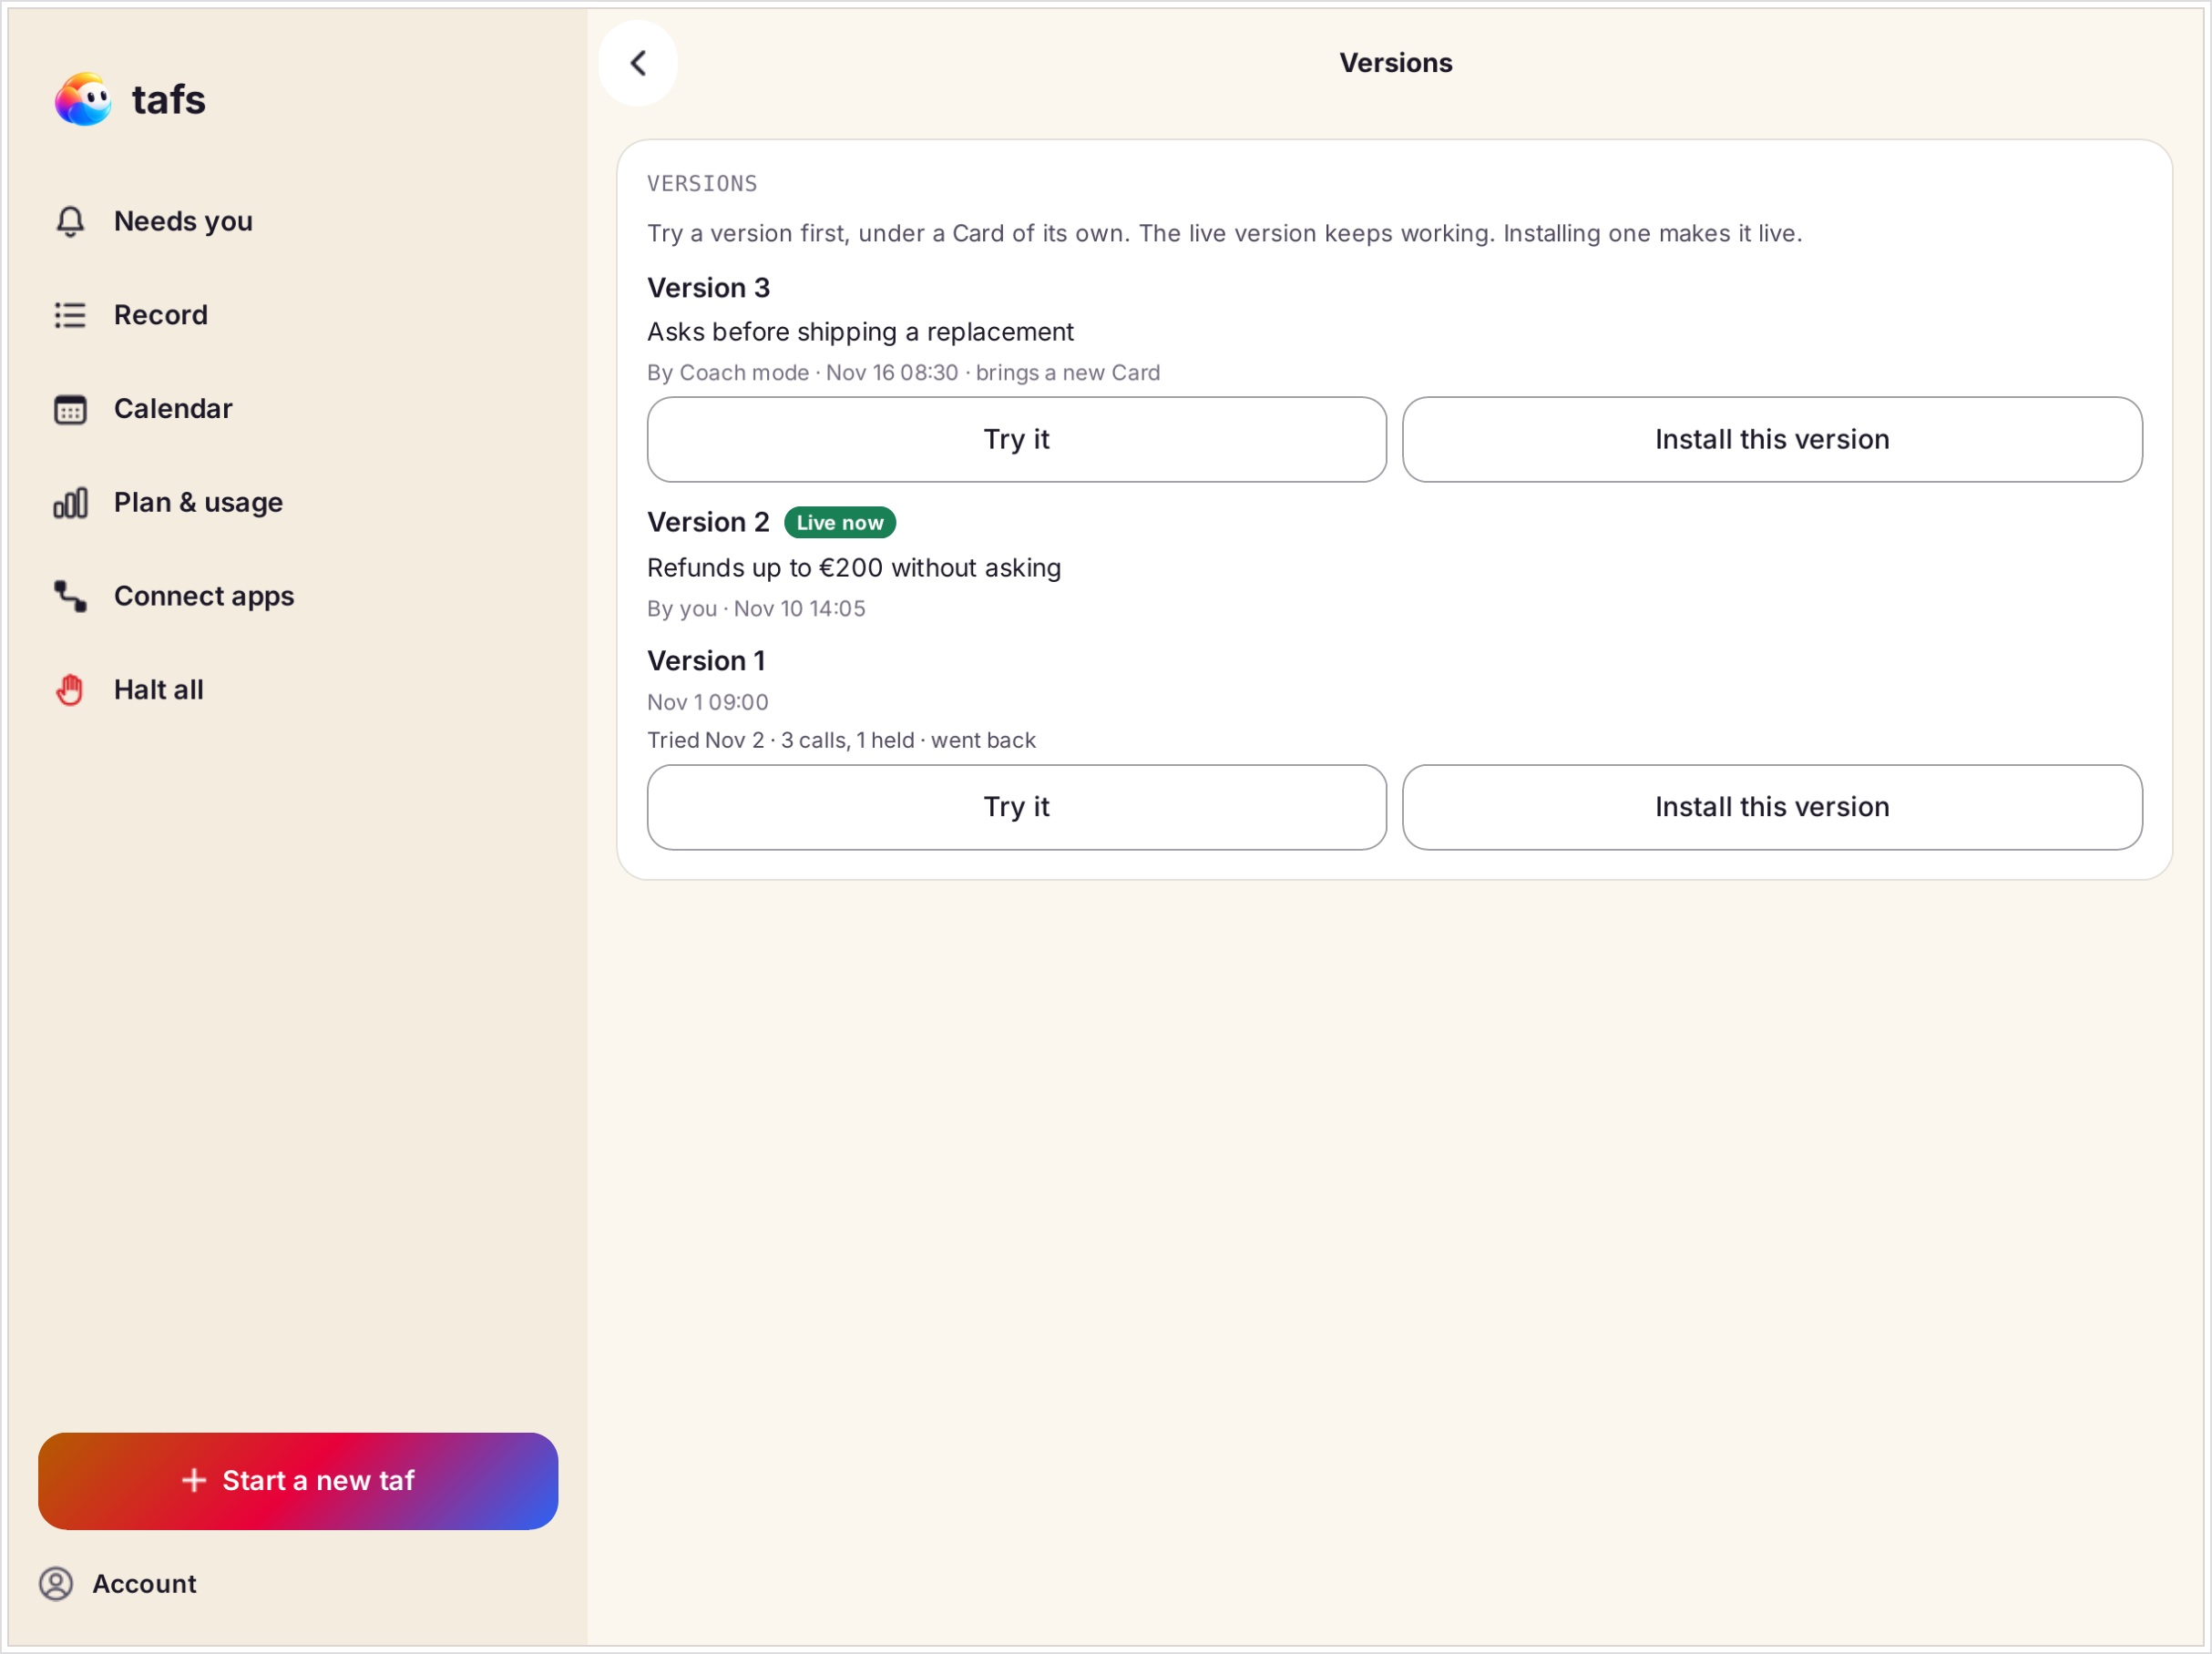 tafs
Needs you
Record
Calendar
Plan & usage
Connect apps
Halt all
Start a new taf
Account
Versions
VERSIONS
Try a version first, under a Card of its own. The live version keeps working. Installing one makes it live.
Version 3
Asks before shipping a replacement
By Coach mode · Nov 16 08:30 · brings a new Card
Try it
Install this version
Version 2 Live now
Refunds up to €200 without asking
By you · Nov 10 14:05
Version 1
Nov 1 09:00
Tried Nov 2 · 3 calls, 1 held · went back
Try it
Install this version